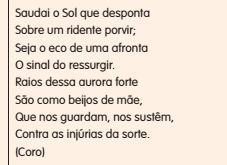 Saudai o Sol que desponta
Sobre um ridente porvir;
Seja o eco de uma afronta
O sinal do ressurgir.
Raios dessa aurora forte
São como beijos de mãe,
Que nos guardam, nos sustêm,
Contra as injúrias da sorte.
(Coro)